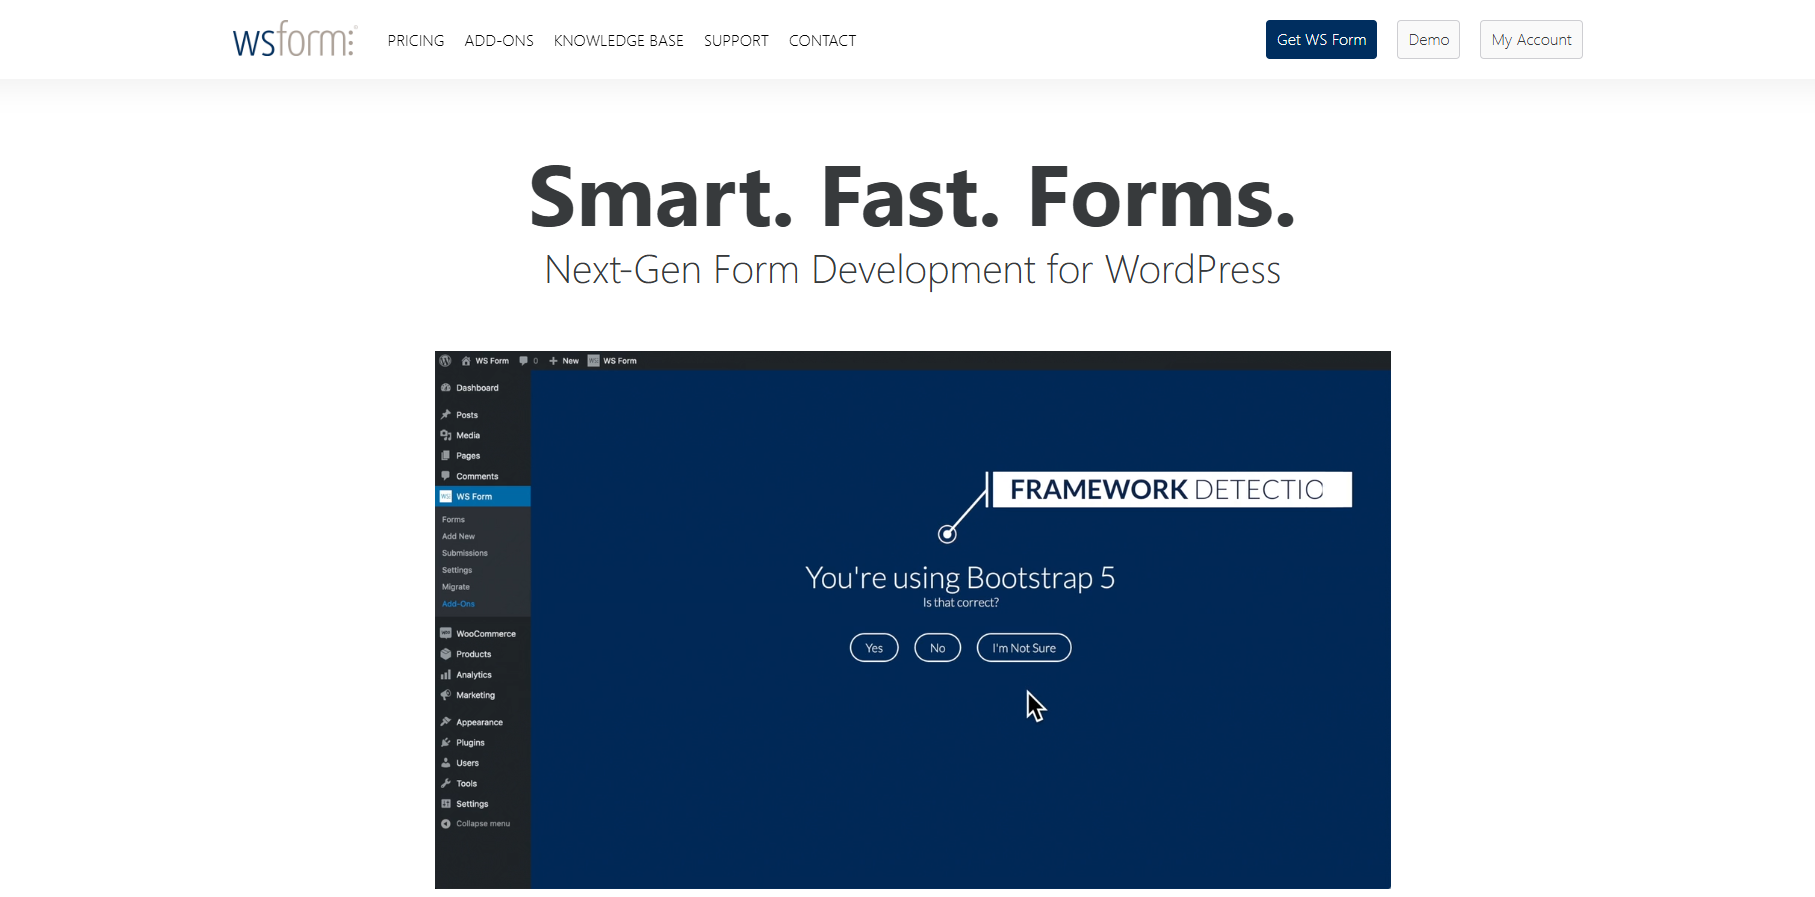 wsform
PRICING ADD-ONS KNOWLEDGE BASE SUPPORT CONTACT
Get WS Form Demo My Account
Smart. Fast. Forms.
Next-Gen Form Development for WordPress
WS Form 0 New WS Form
Dashboard
Posts
Media
Pages
Comments
WS Form
Forms
Add New
Submissions
Settings
Migrate
Add-Ons
WooCommerce
Products
Analytics
Marketing
Appearance
Plugins
Users
Tools
Settings
Collapse menu
FRAMEWORK DETECTIO
You're using Bootstrap 5
Is that correct?
Yes No I'm Not Sure